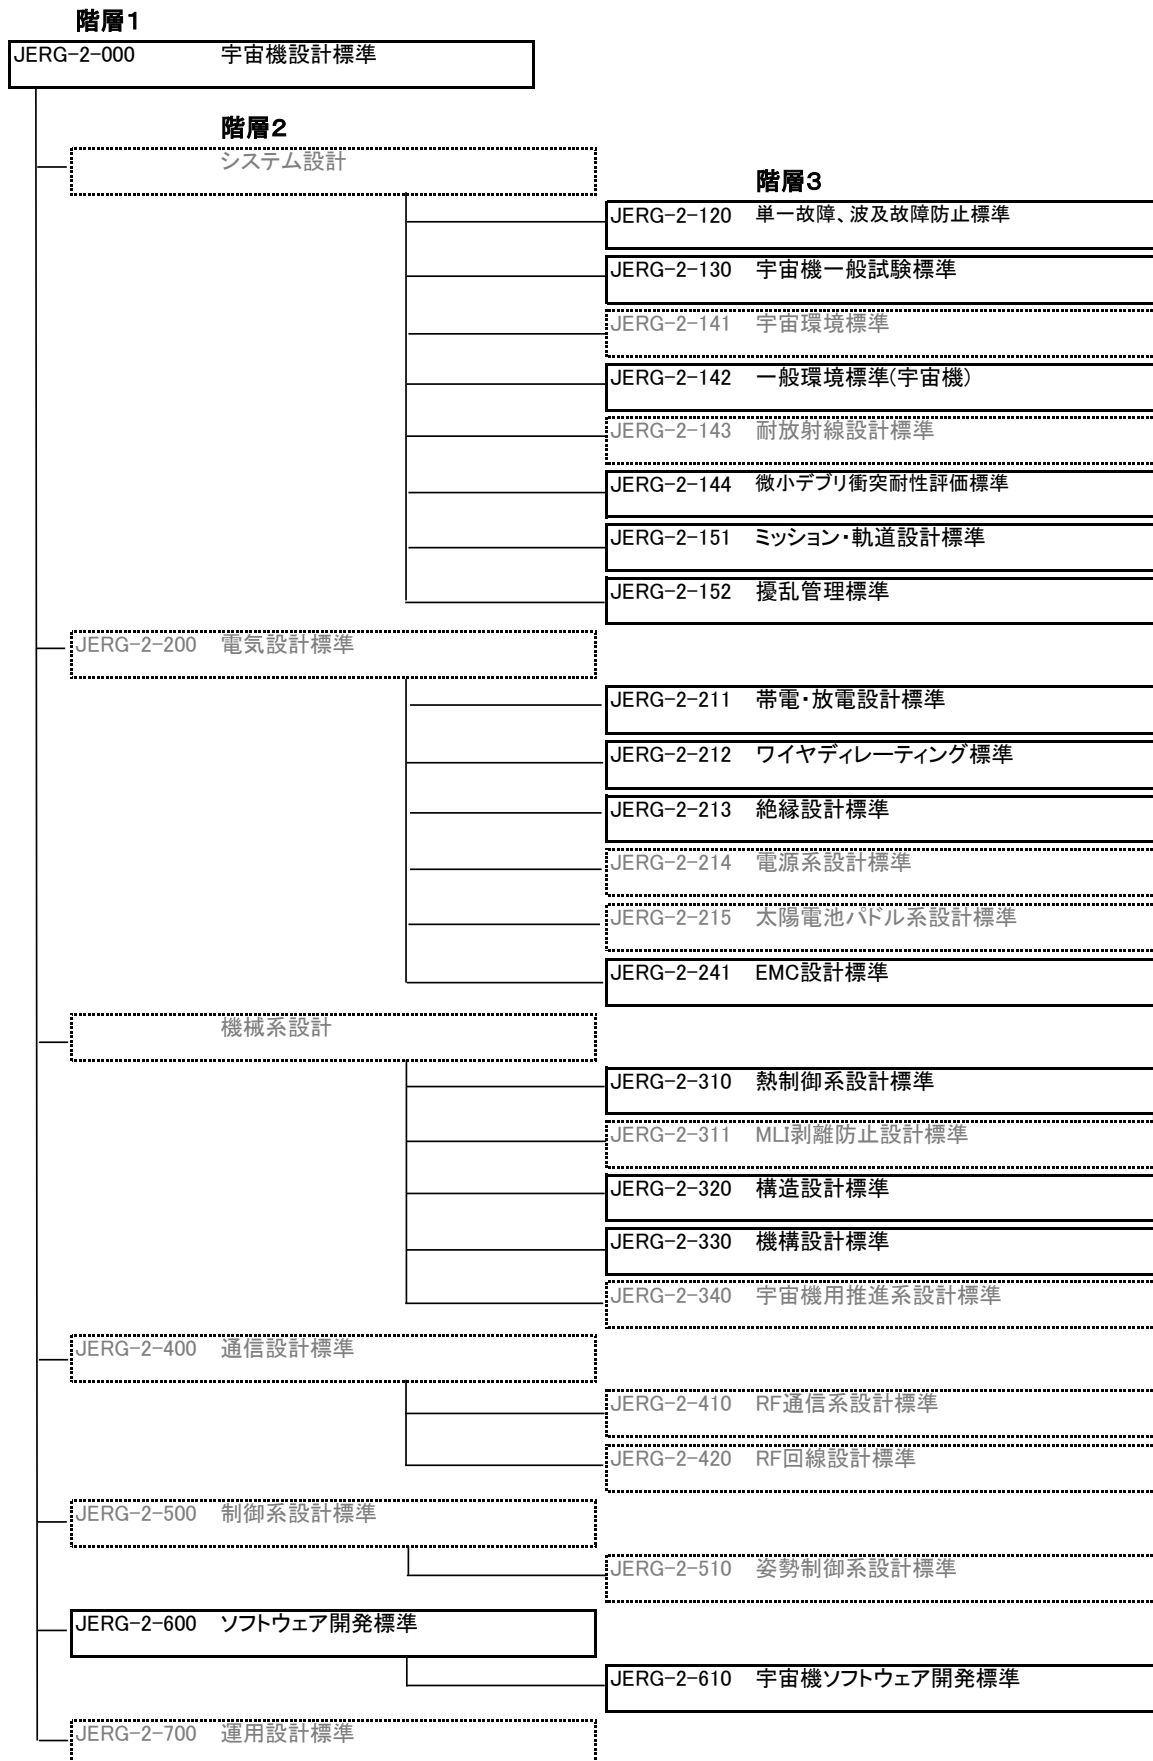 階層1
JERG-2-000 宇宙機設計標準
階層2
システム設計
階層3
JERG-2-120 単一故障、波及故障防止標準
JERG-2-130 宇宙機一般試験標準
JERG-2-141 宇宙環境標準
JERG-2-142 一般環境標準(宇宙機)
JERG-2-143 耐放射線設計標準
JERG-2-144 微小デブリ衝突耐性評価標準
JERG-2-151 ミッション・軌道設計標準
JERG-2-152 擾乱管理標準
JERG-2-200 電気設計標準
JERG-2-211 帯電・放電設計標準
JERG-2-212 ワイヤディレーティング標準
JERG-2-213 絶縁設計標準
JERG-2-214 電源系設計標準
JERG-2-215 太陽電池パドル系設計標準
JERG-2-241 EMC設計標準
機械系設計
JERG-2-310 熱制御系設計標準
JERG-2-311 MLI剥離防止設計標準
JERG-2-320 構造設計標準
JERG-2-330 機構設計標準
JERG-2-340 宇宙機用推進系設計標準
JERG-2-400 通信設計標準
JERG-2-410 RF通信系設計標準
JERG-2-420 RF回線設計標準
JERG-2-500 制御系設計標準
JERG-2-510 姿勢制御系設計標準
JERG-2-600 ソフトウェア開発標準
JERG-2-610 宇宙機ソフトウェア開発標準
JERG-2-700 運用設計標準